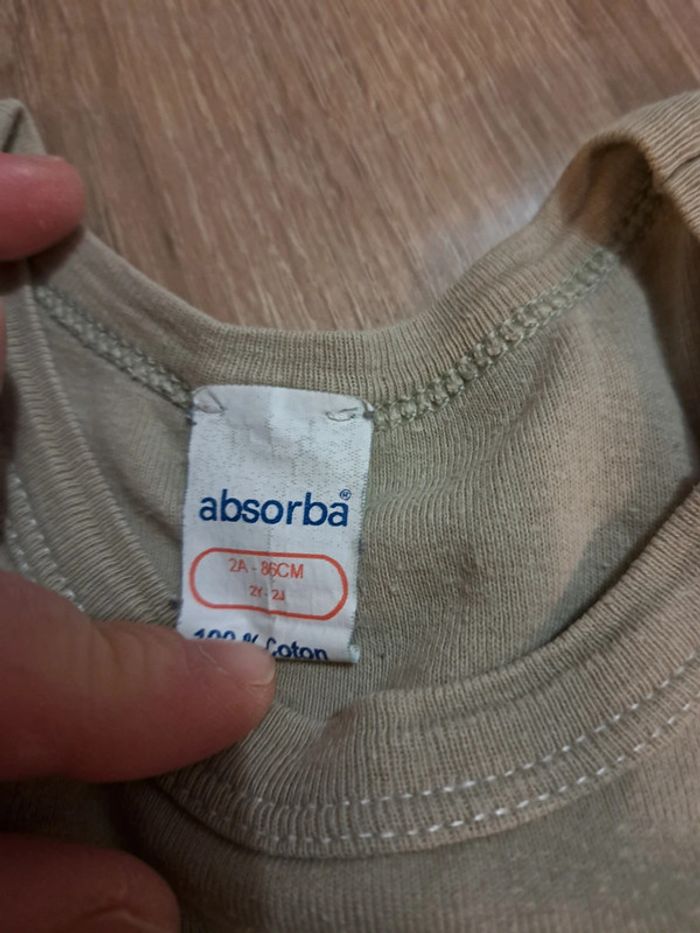 absorba®
2A - 86CM
2Y - 2J
100 % Coton